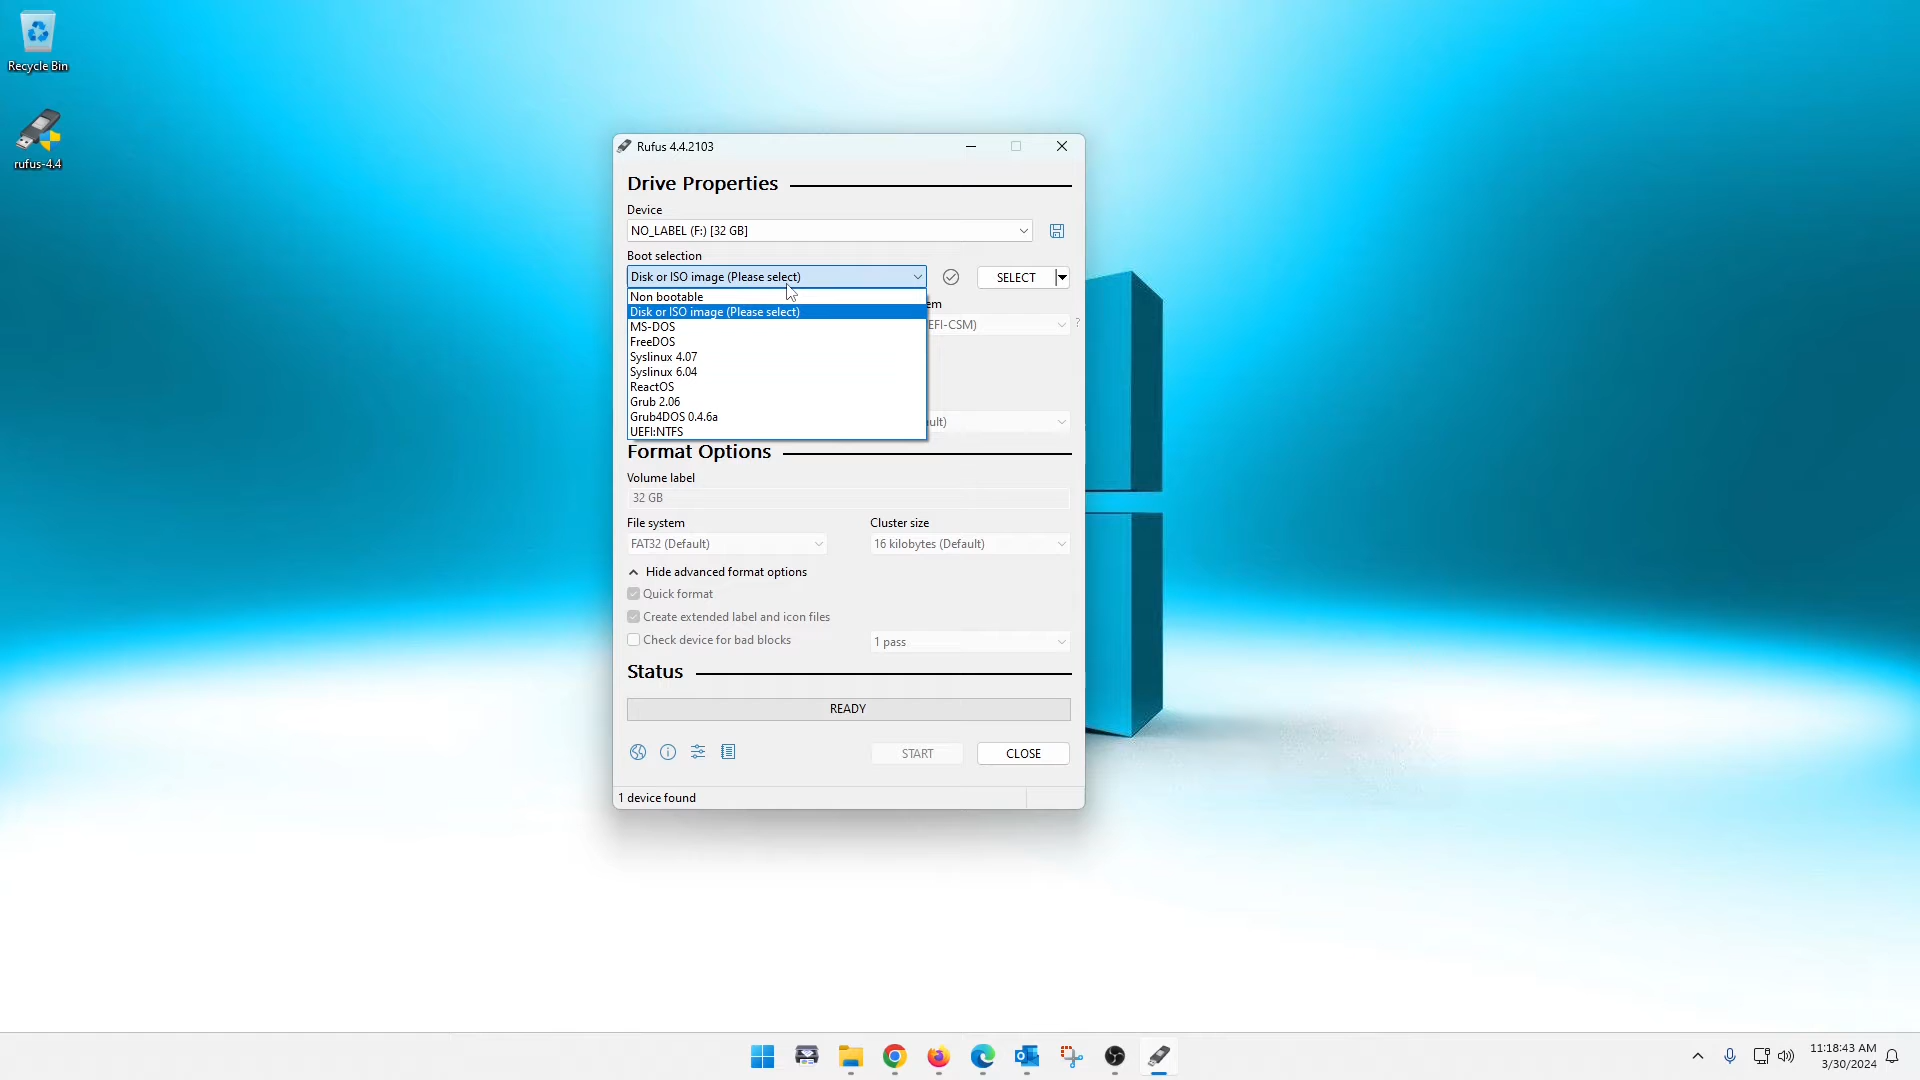 Recycle Bin
rufus-4.4
Rufus 4.4.2103
Drive Properties
Device
NO_LABEL (F:) [32 GB]
Boot selection
Disk or ISO image (Please select)
SELECT
Non bootable
Disk or ISO image (Please select)
MS-DOS
FreeDOS
Syslinux 4.07
Syslinux 6.04
ReactOS
Grub 2.06
Grub4DOS 0.4.6a
UEFI:NTFS
em
EFI-CSM)
?
ult)
Format Options
Volume label
32 GB
File system
Cluster size
FAT32 (Default)
16 kilobytes (Default)
Hide advanced format options
Quick format
Create extended label and icon files
Check device for bad blocks
1 pass
Status
READY
START
CLOSE
1 device found
11:18:43 AM
3/30/2024